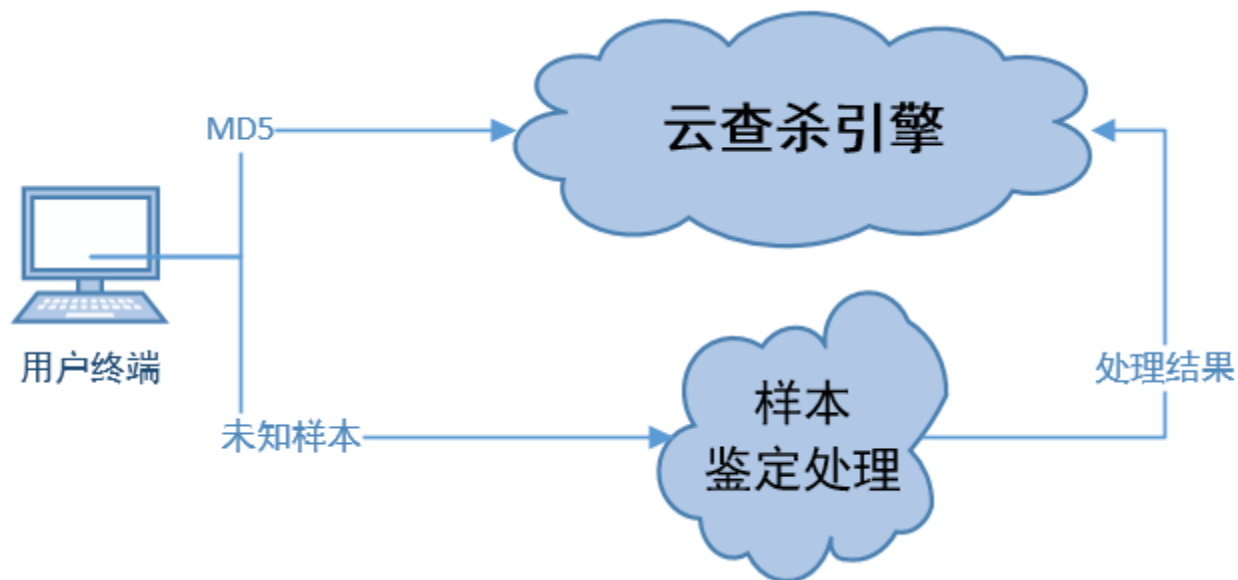 云查杀引擎
MD5
用户终端
处理结果
样本
鉴定处理
未知样本